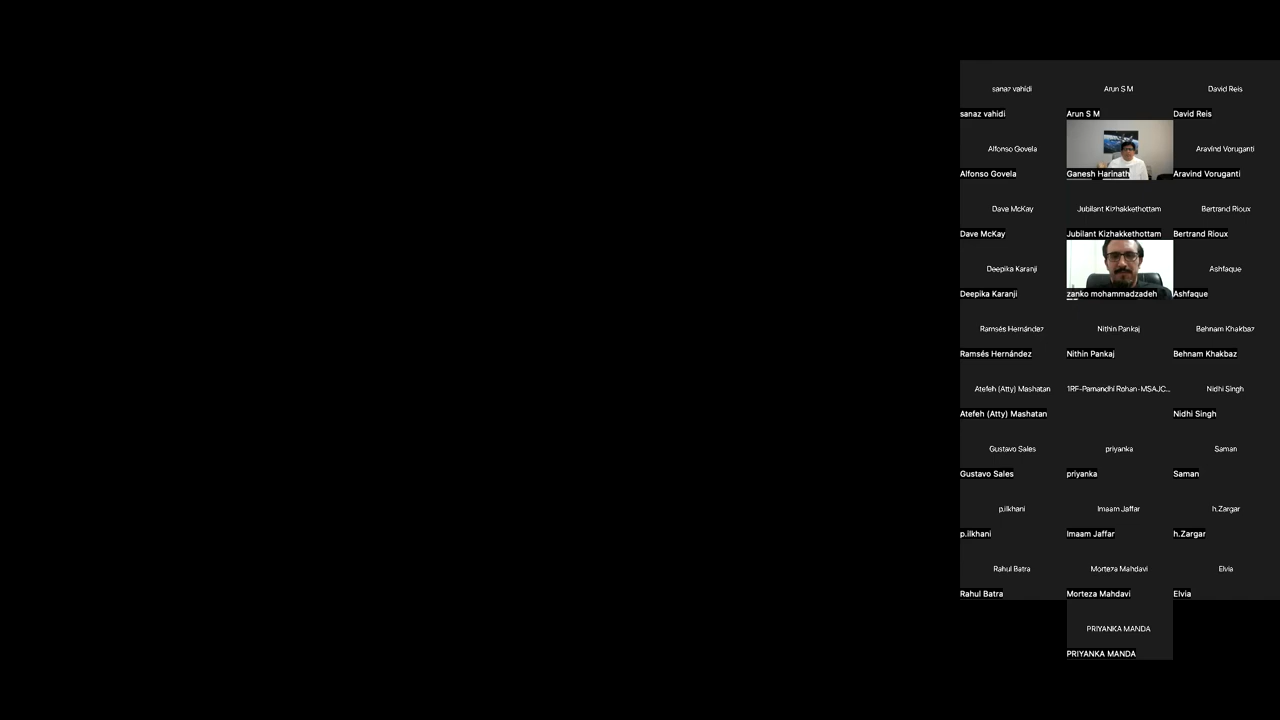 sanaz vahidi
Arun S M
David Reis
sanaz vahidi
Arun S M
David Reis
Alfonso Govela
Aravind Voruganti
Alfonso Govela
Ganesh Harinath
Aravind Voruganti
Dave McKay
Jubilant Kizhakkethottam
Bertrand Rioux
Dave McKay
Jubilant Kizhakkethottam
Bertrand Rioux
Deepika Karanji
Ashfaque
Deepika Karanji
zanko mohammadzadeh
Ashfaque
Ramsés Hernández
Nithin Pankaj
Behnam Khakbaz
Ramsés Hernández
Nithin Pankaj
Behnam Khakbaz
Atefeh (Atty) Mashatan
1RF-Pamandhi Rohan-MSAJC...
Nidhi Singh
Atefeh (Atty) Mashatan
Nidhi Singh
Gustavo Sales
priyanka
Saman
Gustavo Sales
priyanka
Saman
p.ilkhani
Imaam Jaffar
h.Zargar
p.ilkhani
Imaam Jaffar
h.Zargar
Rahul Batra
Morteza Mahdavi
Elvia
Rahul Batra
Morteza Mahdavi
Elvia
PRIYANKA MANDA
PRIYANKA MANDA